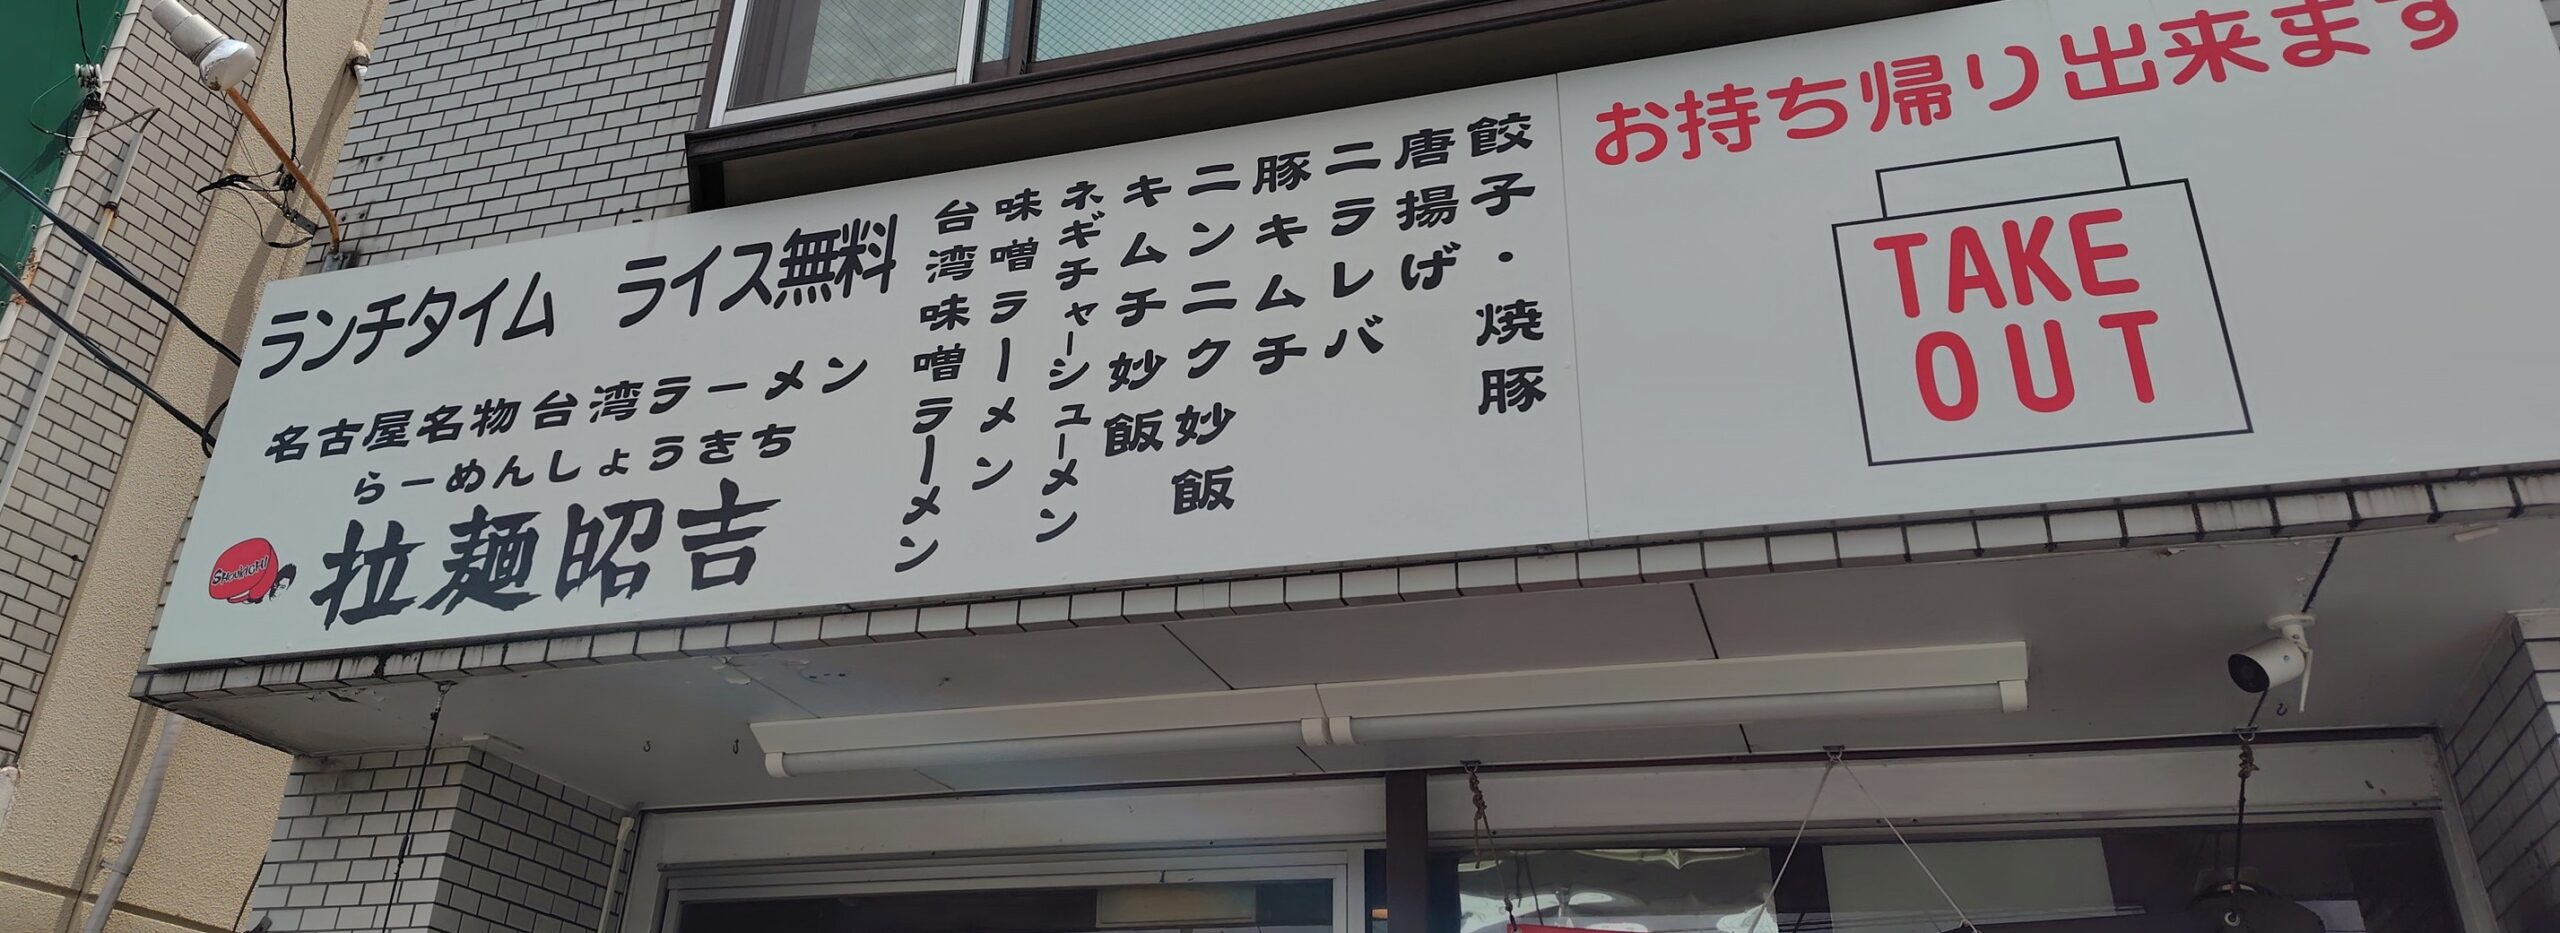 お持ち帰り出来ます
TAKE
OUT
餃子・焼豚
唐揚げ
ニラレバ
豚キムチ
ニンニク炒飯
キムチ炒飯
ネギチャーシューメン
味噌ラーメン
台湾味噌ラーメン
ランチタイム ライス無料
名古屋名物台湾ラーメン
らーめんしょうきち
拉麺昭吉
SHOUKICHI